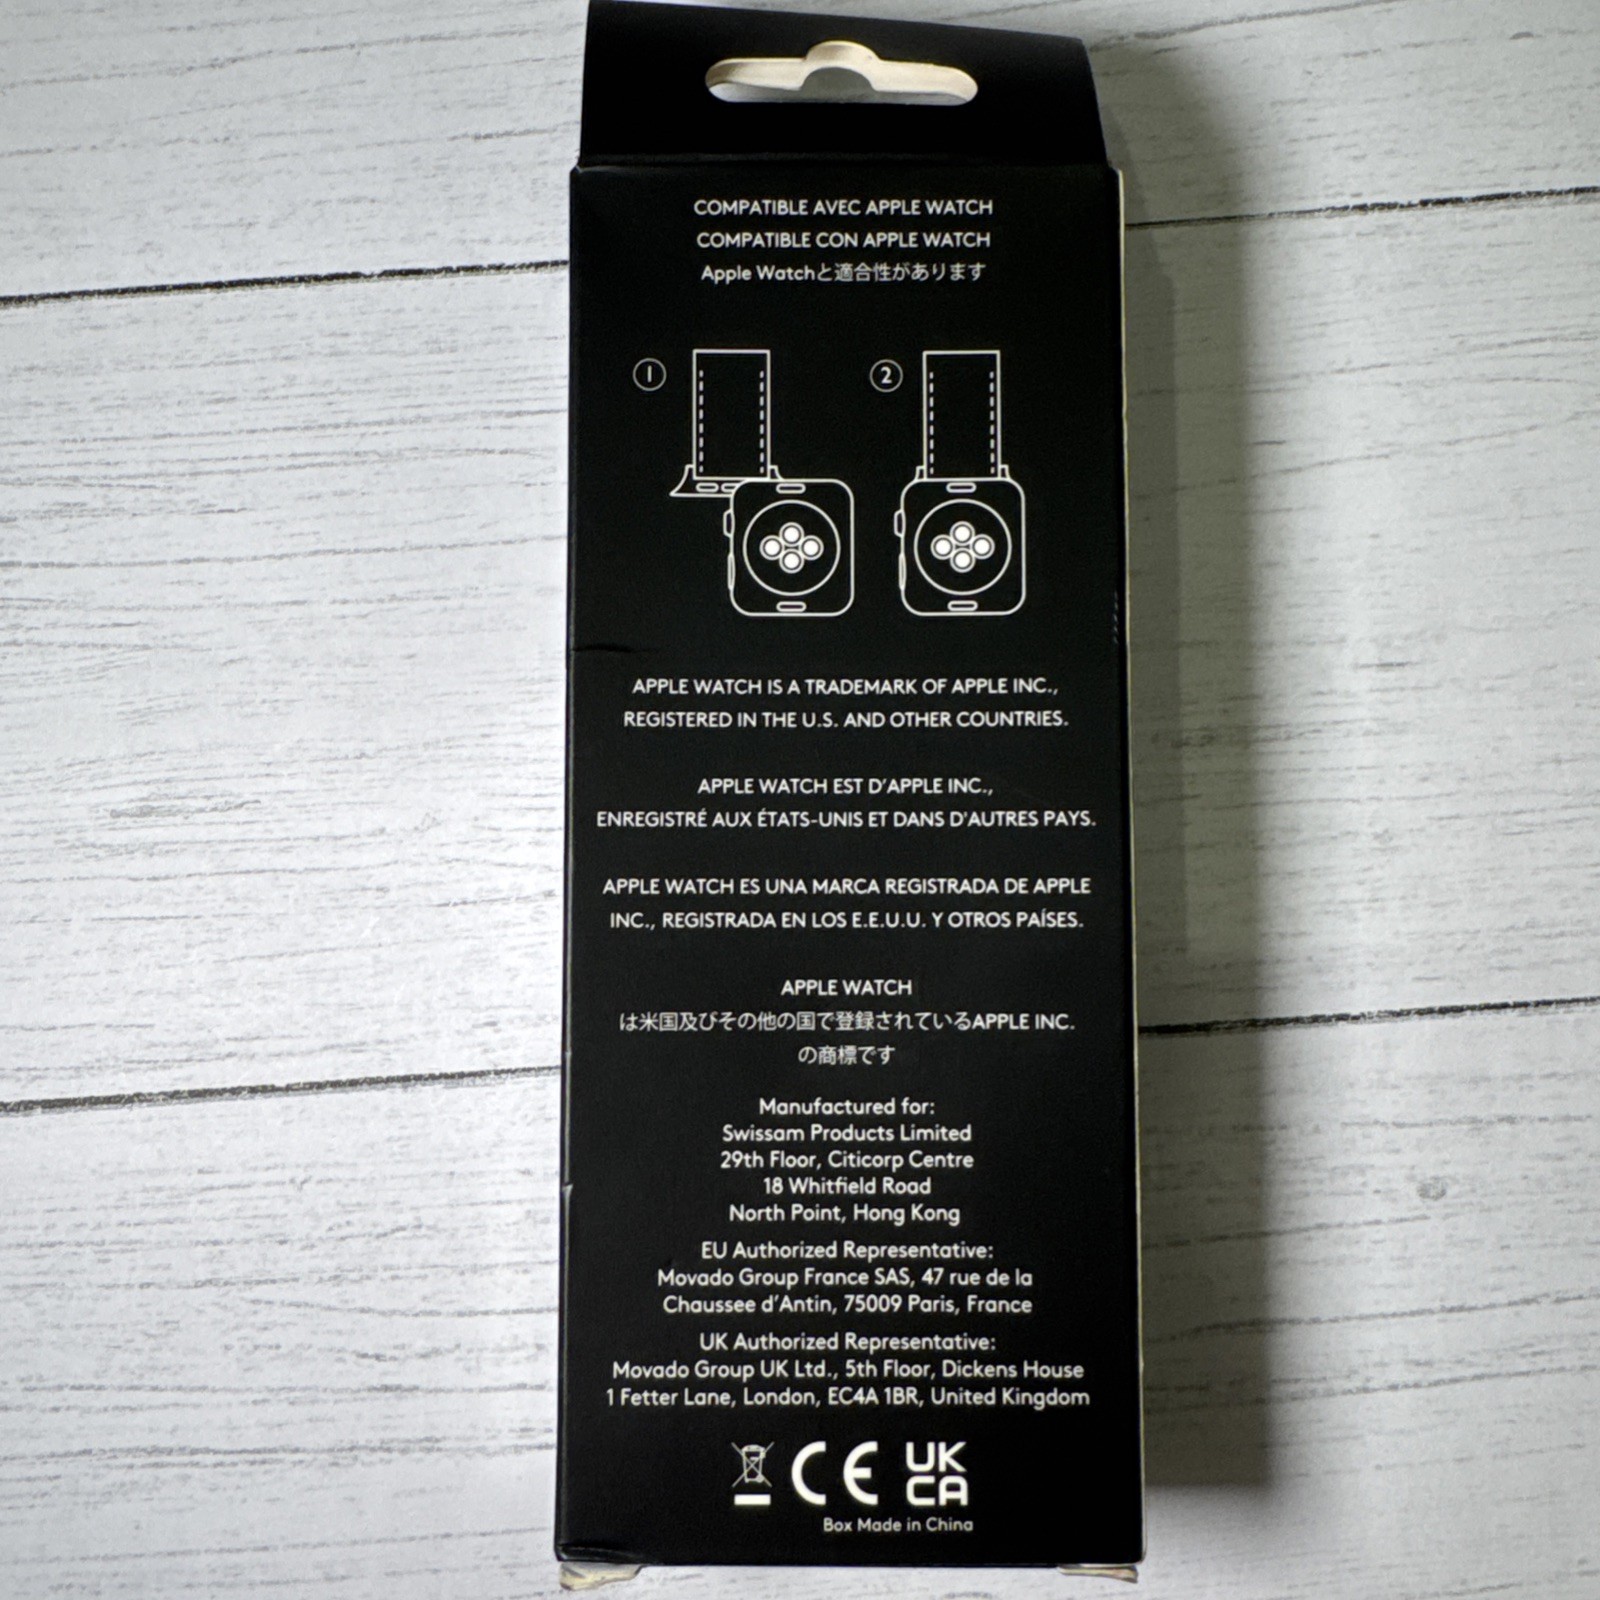 COMPATIBLE AVEC APPLE WATCH
COMPATIBLE CON APPLE WATCH
Apple Watchと適合性があります
1
2
APPLE WATCH IS A TRADEMARK OF APPLE INC.,
REGISTERED IN THE U.S. AND OTHER COUNTRIES.
APPLE WATCH EST D'APPLE INC.,
ENREGISTRÉ AUX ÉTATS-UNIS ET DANS D'AUTRES PAYS.
APPLE WATCH ES UNA MARCA REGISTRADA DE APPLE
INC., REGISTRADA EN LOS E.E.U.U. Y OTROS PAÍSES.
APPLE WATCH
は米国及びその他の国で登録されているAPPLE INC.
の商標です
Manufactured for:
Swissam Products Limited
29th Floor, Citicorp Centre
18 Whitfield Road
North Point, Hong Kong
EU Authorized Representative:
Movado Group France SAS, 47 rue de la
Chaussee d'Antin, 75009 Paris, France
UK Authorized Representative:
Movado Group UK Ltd., 5th Floor, Dickens House
1 Fetter Lane, London, EC4A 1BR, United Kingdom
CE UK
CA
Box Made in China